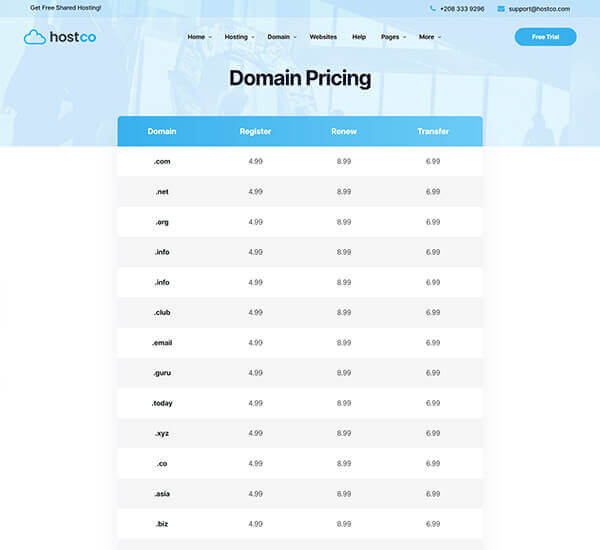 Get Free Shared Hosting! +208 333 9296 support@hostco.com
hostco Home Hosting Domain Websites Help Pages More Free Trial
Domain Pricing
Domain Register Renew Transfer
.com 4.99 8.99 6.99
.net 4.99 8.99 6.99
.org 4.99 8.99 6.99
.info 4.99 8.99 6.99
.info 4.99 8.99 6.99
.club 4.99 8.99 6.99
.email 4.99 8.99 6.99
.guru 4.99 8.99 6.99
.today 4.99 8.99 6.99
.xyz 4.99 8.99 6.99
.co 4.99 8.99 6.99
.asia 4.99 8.99 6.99
.biz 4.99 8.99 6.99